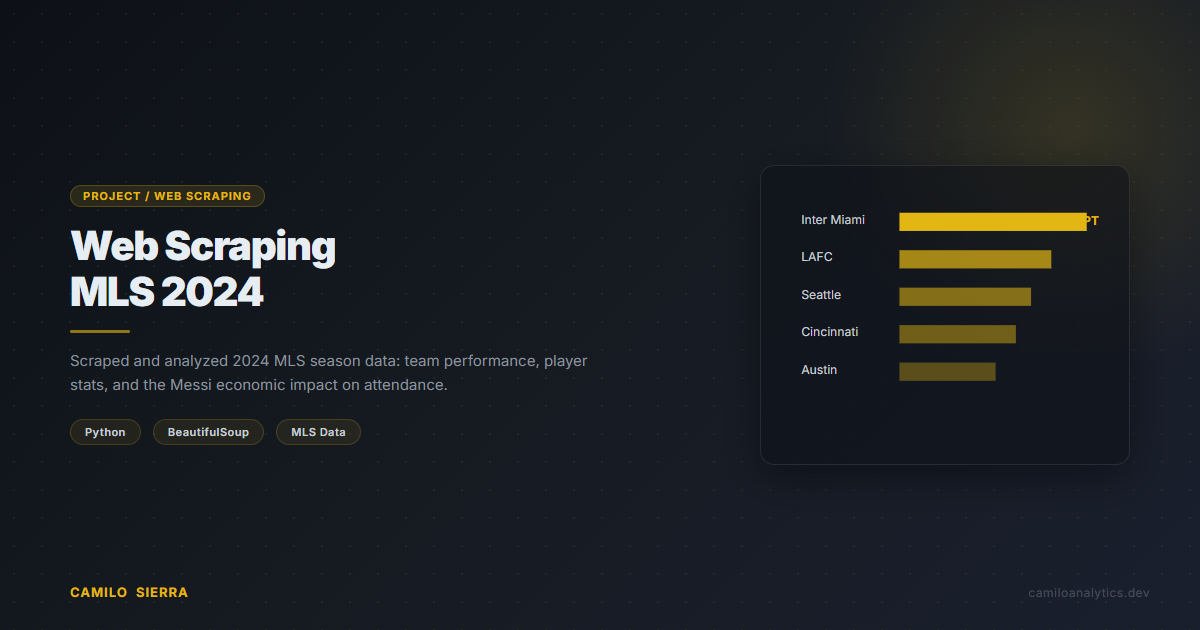 PROJECT / WEB SCRAPING
Web Scraping
MLS 2024
Scraped and analyzed 2024 MLS season data: team performance, player
stats, and the Messi economic impact on attendance.
Python
BeautifulSoup
MLS Data
Inter Miami
LAFC
Seattle
Cincinnati
Austin
CAMILO SIERRA
camiloanalytics.dev